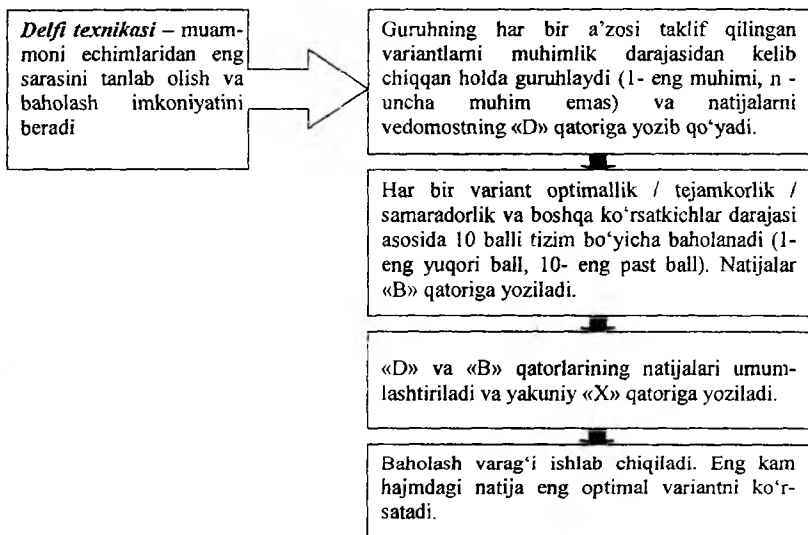 Delfi texnikasi – muam-
moni echimlaridan eng
sarasini tanlab olish va
baholash imkoniyatini
beradi
Guruhning har bir a’zosi taklif qilingan
variantlarni muhimlik darajasidan kelib
chiqqan holda guruhlaydi (1- eng muhimi, n -
uncha muhim emas) va natijalarni
vedomostning «D» qatoriga yozib qo‘yadi.
Har bir variant optimallik / tejamkorlik /
samaradorlik va boshqa ko‘rsatkichlar darajasi
asosida 10 balli tizim bo‘yicha baholanadi (1-
eng yuqori ball, 10- eng past ball). Natijalar
«B» qatoriga yoziladi.
«D» va «B» qatorlarining natijalari umum-
lashtiriladi va yakuniy «X» qatoriga yoziladi.
Baholash varag‘i ishlab chiqiladi. Eng kam
hajmdagi natija eng optimal variantni ko‘r-
satadi.